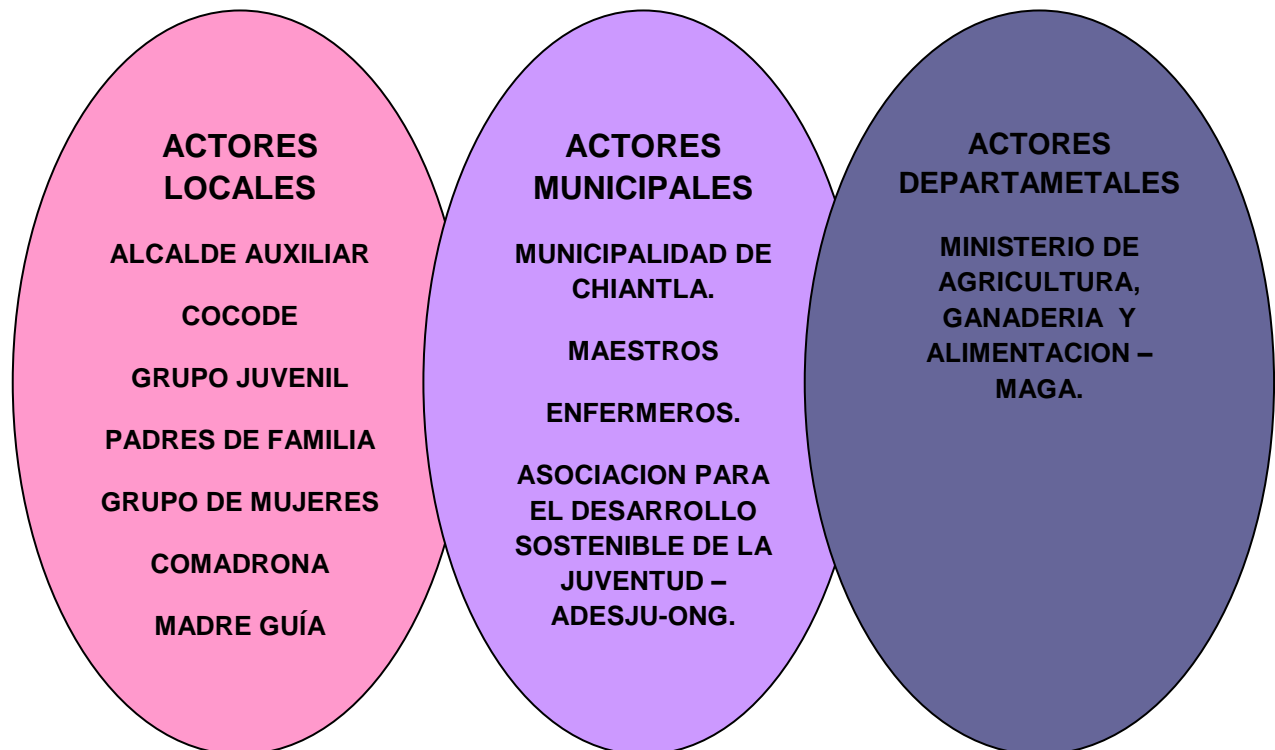 ACTORES
LOCALES
ALCALDE AUXILIAR
COCODE
GRUPO JUVENIL
PADRES DE FAMILIA
GRUPO DE MUJERES
COMADRONA
MADRE GUÍA
ACTORES
MUNICIPALES
MUNICIPALIDAD DE
CHIANTLA.
MAESTROS
ENFERMEROS.
ASOCIACION PARA
EL DESARROLLO
SOSTENIBLE DE LA
JUVENTUD –
ADESJU-ONG.
ACTORES
DEPARTAMETALES
MINISTERIO DE
AGRICULTURA,
GANADERIA Y
ALIMENTACION –
MAGA.